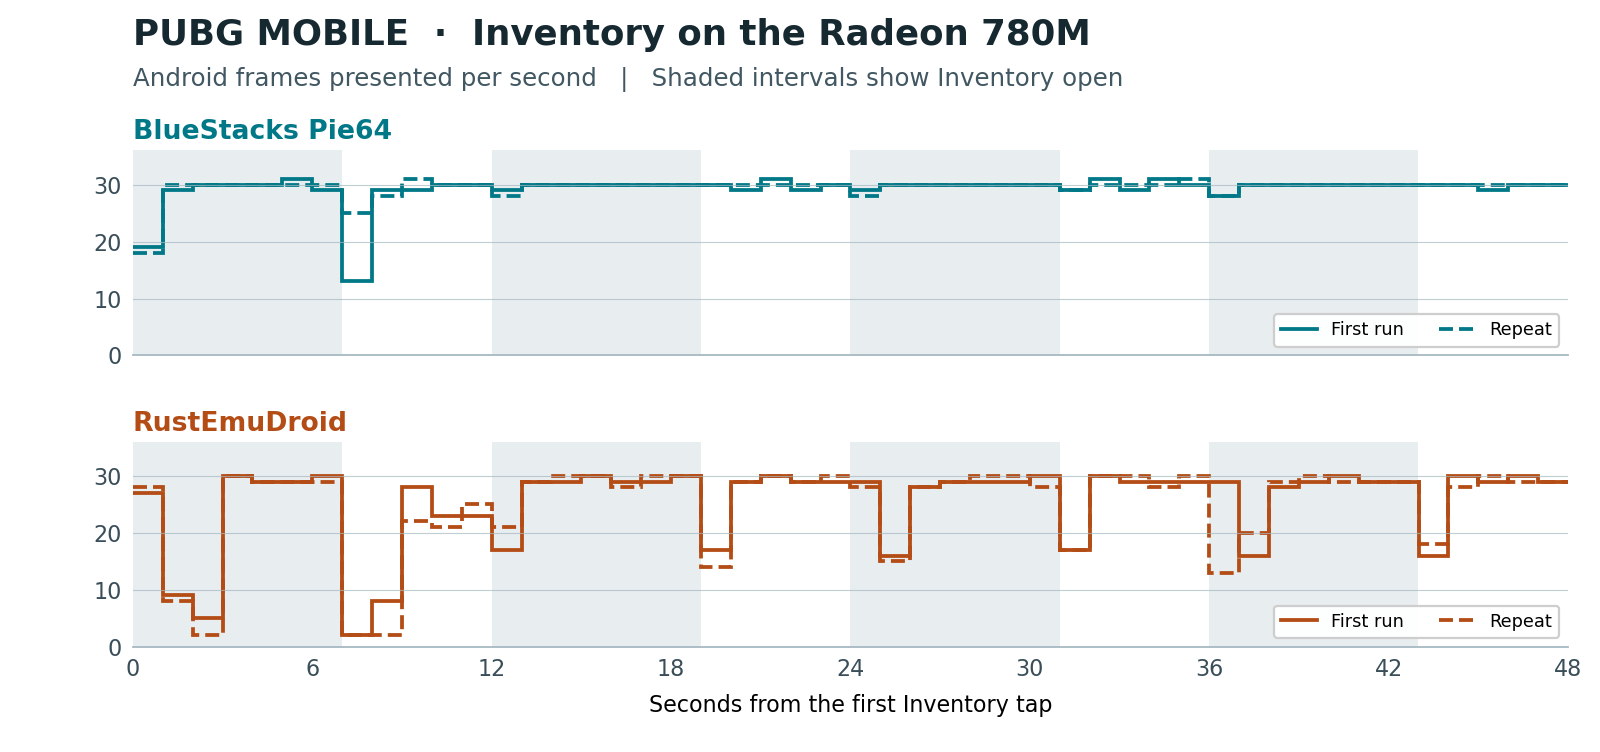 PUBG MOBILE · Inventory on the Radeon 780M
Android frames presented per second | Shaded intervals show Inventory open
BlueStacks Pie64
30
20
10
0
First run
Repeat
RustEmuDroid
30
20
10
0
First run
Repeat
0 6 12 18 24 30 36 42 48
Seconds from the first Inventory tap